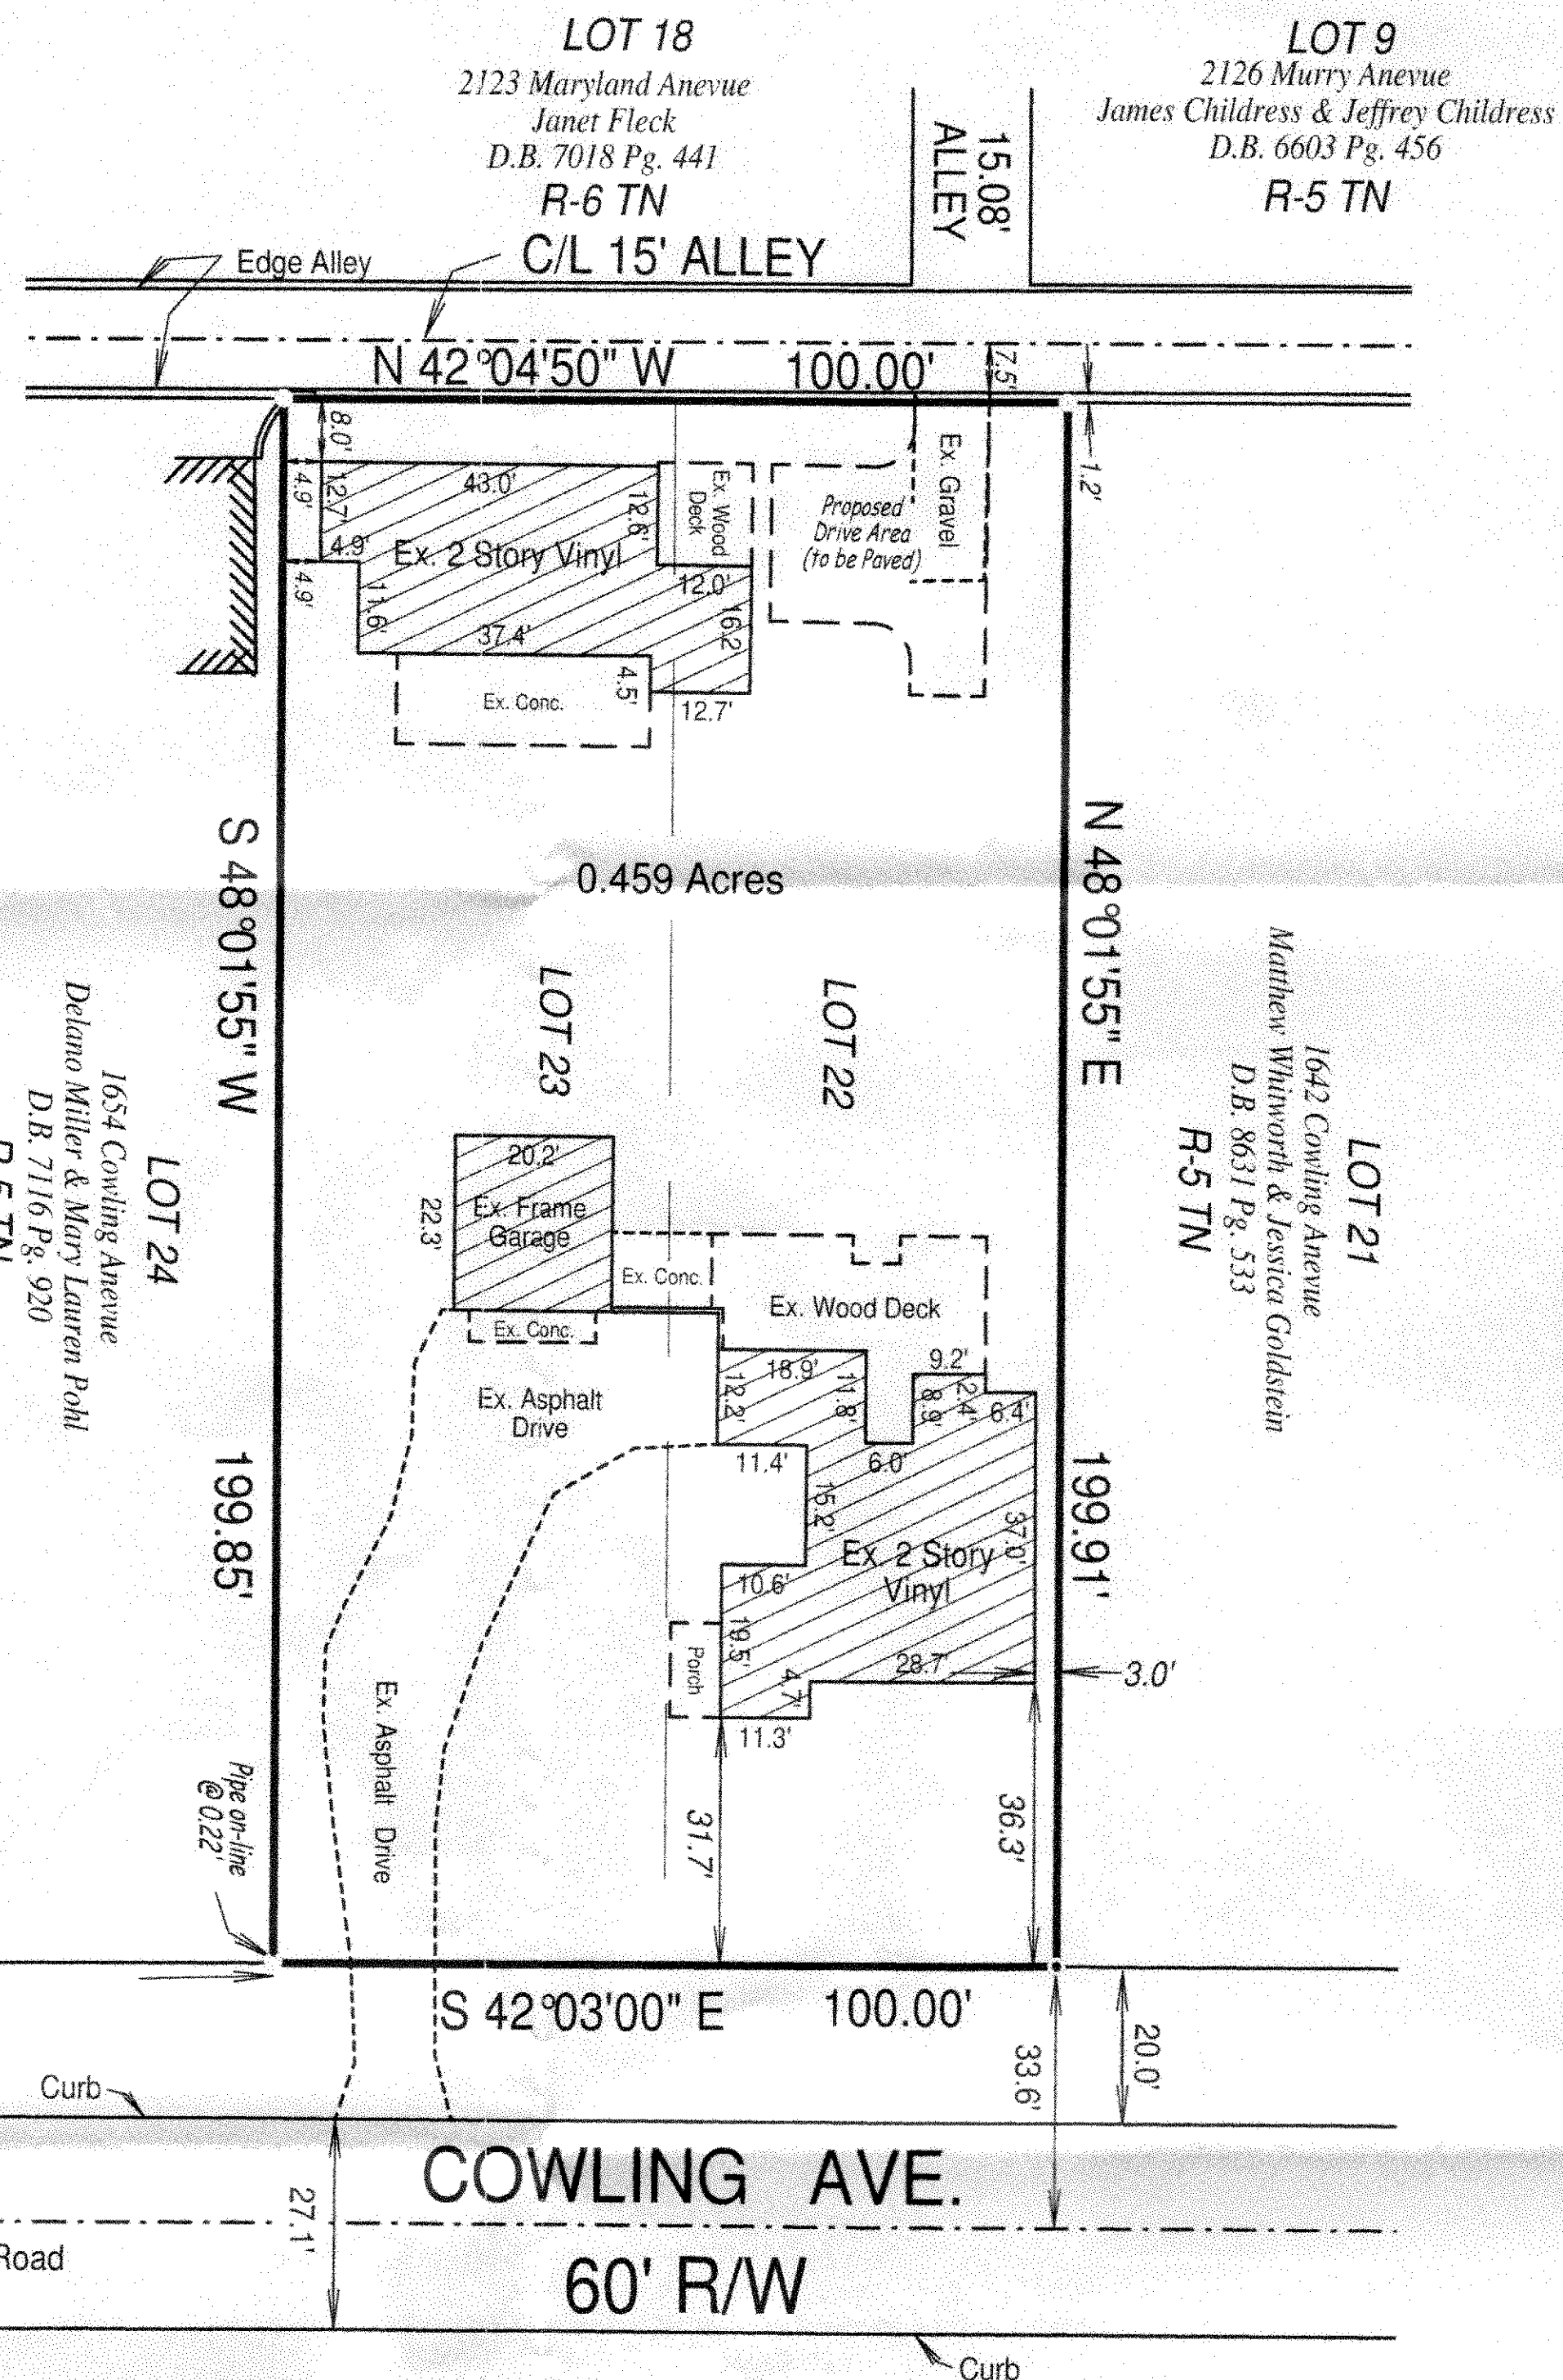 LOT 18
2123 Maryland Anevue
Janet Fleck
D.B. 7018 Pg. 441
R-6 TN
LOT 9
2126 Murry Anevue
James Childress & Jeffrey Childress
D.B. 6603 Pg. 456
R-5 TN
15.08'
ALLEY
Edge Alley
C/L 15' ALLEY
N 42°04'50" W 100.00'
7.5'
1.2'
8.0'
4.9'
12.7'
43.0'
12.6'
Ex. Wood
Deck
Proposed
Drive Area
(to be Paved)
Ex. Gravel
4.9'
Ex. 2 Story Vinyl
4.9'
11.6'
12.0'
16.2'
37.4'
4.5'
Ex. Conc.
12.7'
S 48°01'55" W
199.85'
0.459 Acres
N 48°01'55" E
199.91'
LOT 23
LOT 22
LOT 24
1654 Cowling Anevue
Delano Miller & Mary Lauren Pohl
D.B. 7116 Pg. 920
R-5 TN
LOT 21
1642 Cowling Anevue
Matthew Whitworth & Jessica Goldstein
D.B. 8631 Pg. 533
R-5 TN
20.2'
22.3'
Ex. Frame
Garage
Ex. Conc.
Ex. Wood Deck
Ex. Conc.
Ex. Asphalt
Drive
18.9'
12.2'
11.8'
9.2'
8.9'
2.4'
6.4'
11.4'
6.0'
15.2'
37.0'
Ex. 2 Story
Vinyl
10.6'
19.5'
Porch
4.7'
28.7'
3.0'
11.3'
Ex. Asphalt Drive
31.7'
36.3'
Pipe on-line
@ 0.22'
S 42°03'00" E 100.00'
33.6'
20.0'
Curb
COWLING AVE.
27.1'
Road
60' R/W
Curb